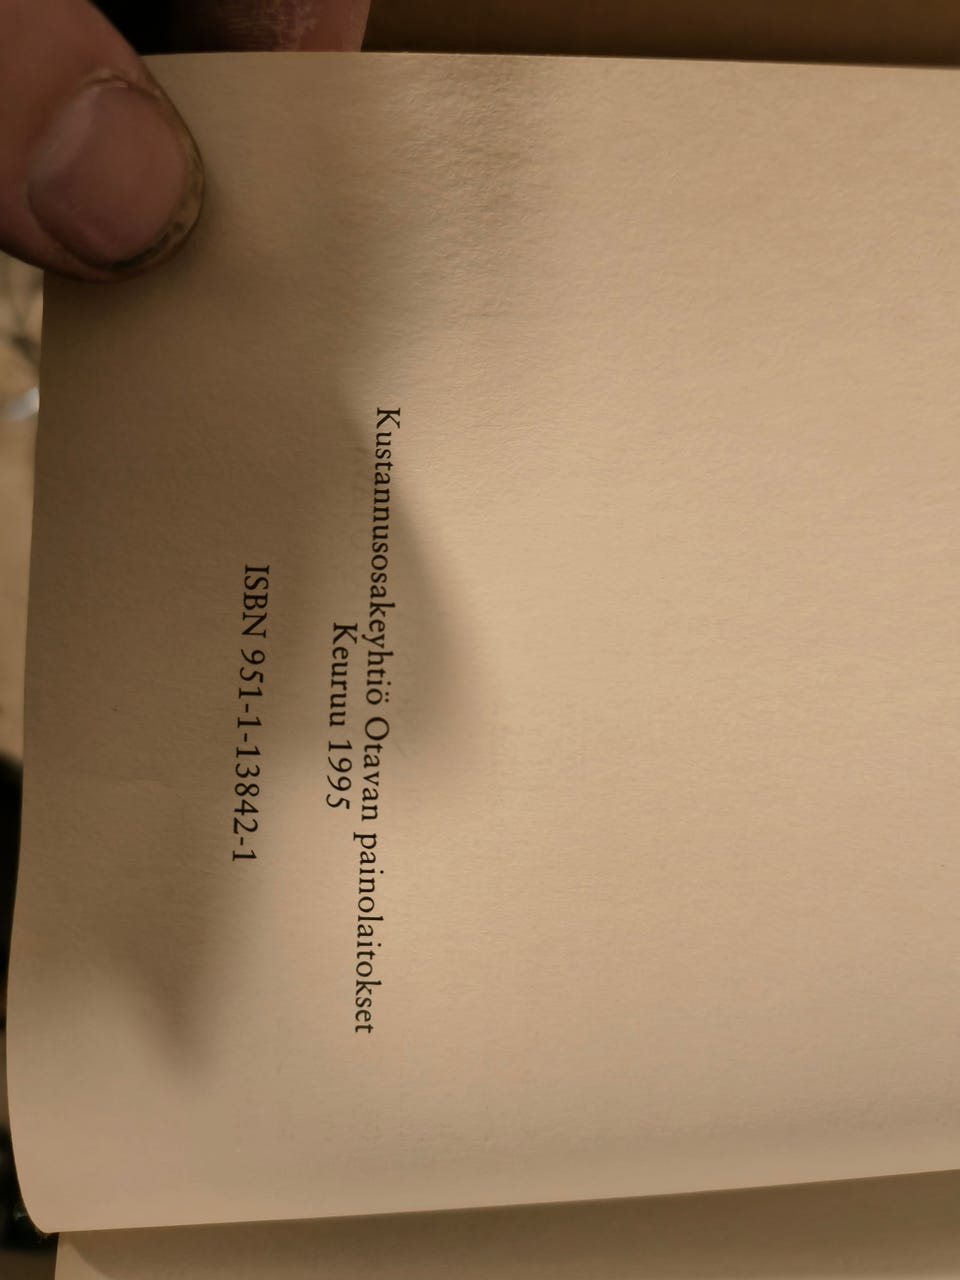 Kustannusosakeyhtiö Otavan painolaitokset
Keuruu 1995
ISBN 951-1-13842-1